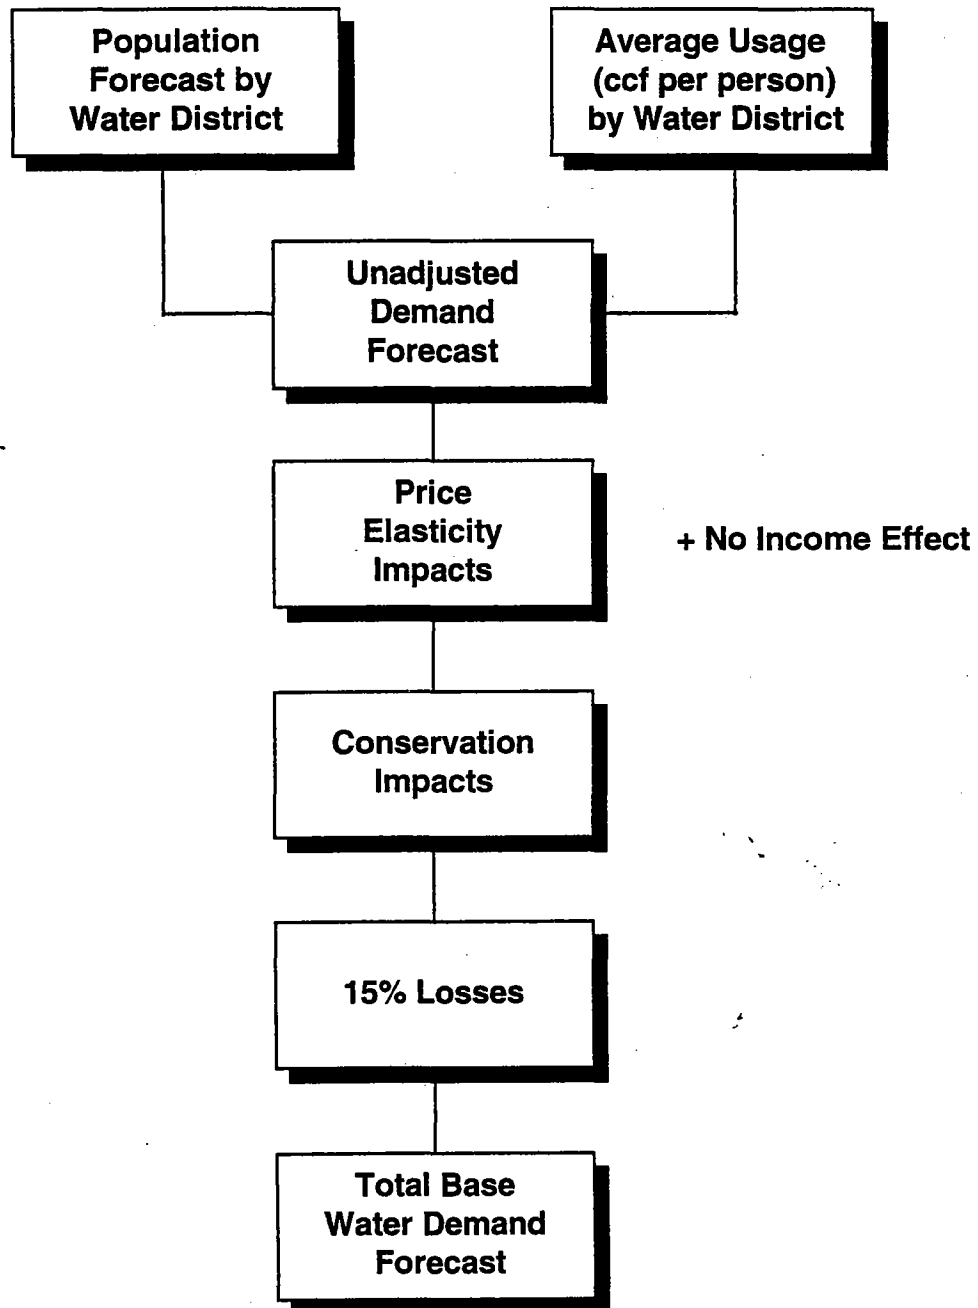 Population
Forecast by
Water District
Average Usage
(ccf per person)
by Water District
Unadjusted
Demand
Forecast
Price
Elasticity
Impacts
+ No Income Effect
Conservation
Impacts
15% Losses
Total Base
Water Demand
Forecast